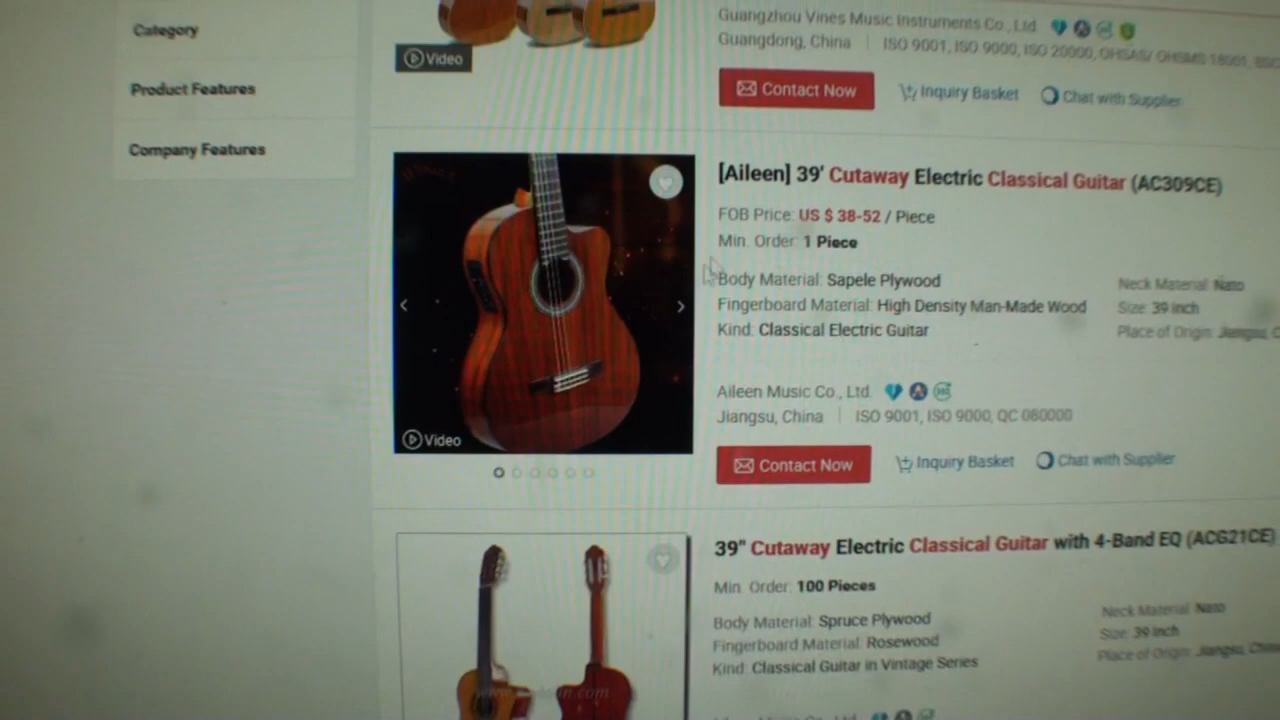 Category
Product Features
Company Features
Video
Guangzhou Vines Music Instruments Co., Ltd.
Guangdong, China | ISO 9001, ISO 9000, ISO 20000, OHSAS/ OHSMS 18001,
Contact Now
Inquiry Basket
Chat with Supplier
[Aileen] 39' Cutaway Electric Classical Guitar (AC309CE)
FOB Price: US $ 38-52 / Piece
Min. Order: 1 Piece
Body Material: Sapele Plywood
Neck Material: Nato
Fingerboard Material: High Density Man-Made Wood
Size: 39 inch
Kind: Classical Electric Guitar
Place of Origin: Jiangsu,
Aileen Music Co., Ltd.
Jiangsu, China | ISO 9001, ISO 9000, QC 080000
Video
Contact Now
Inquiry Basket
Chat with Supplier
39" Cutaway Electric Classical Guitar with 4-Band EQ (ACG21CE)
Min. Order: 100 Pieces
Body Material: Spruce Plywood
Neck Material: Nato
Fingerboard Material: Rosewood
Size: 39 inch
Kind: Classical Guitar in Vintage Series
Place of Origin: Jiangsu,